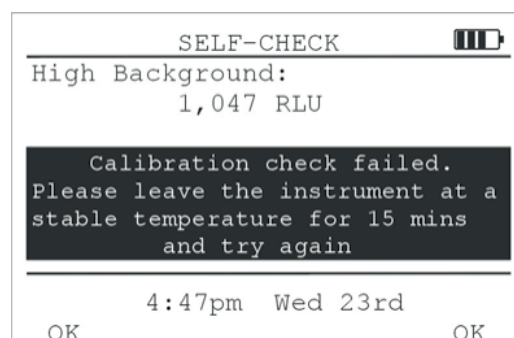 SELF-CHECK
High Background:
1,047 RLU
Calibration check failed.
Please leave the instrument at a
stable temperature for 15 mins
and try again
4:47pm Wed 23rd
OK OK